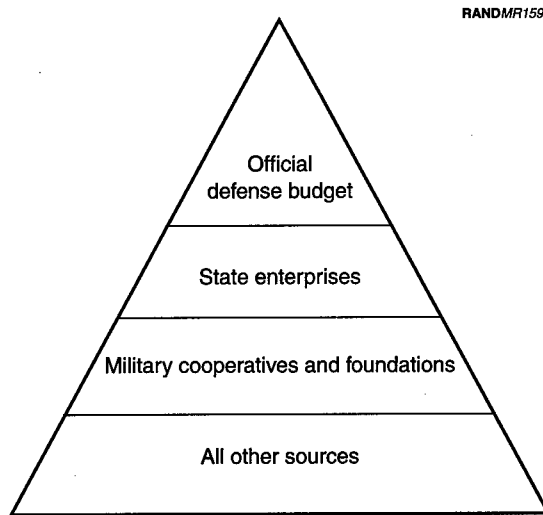 RANDMR159
Official
defense budget
State enterprises
Military cooperatives and foundations
All other sources